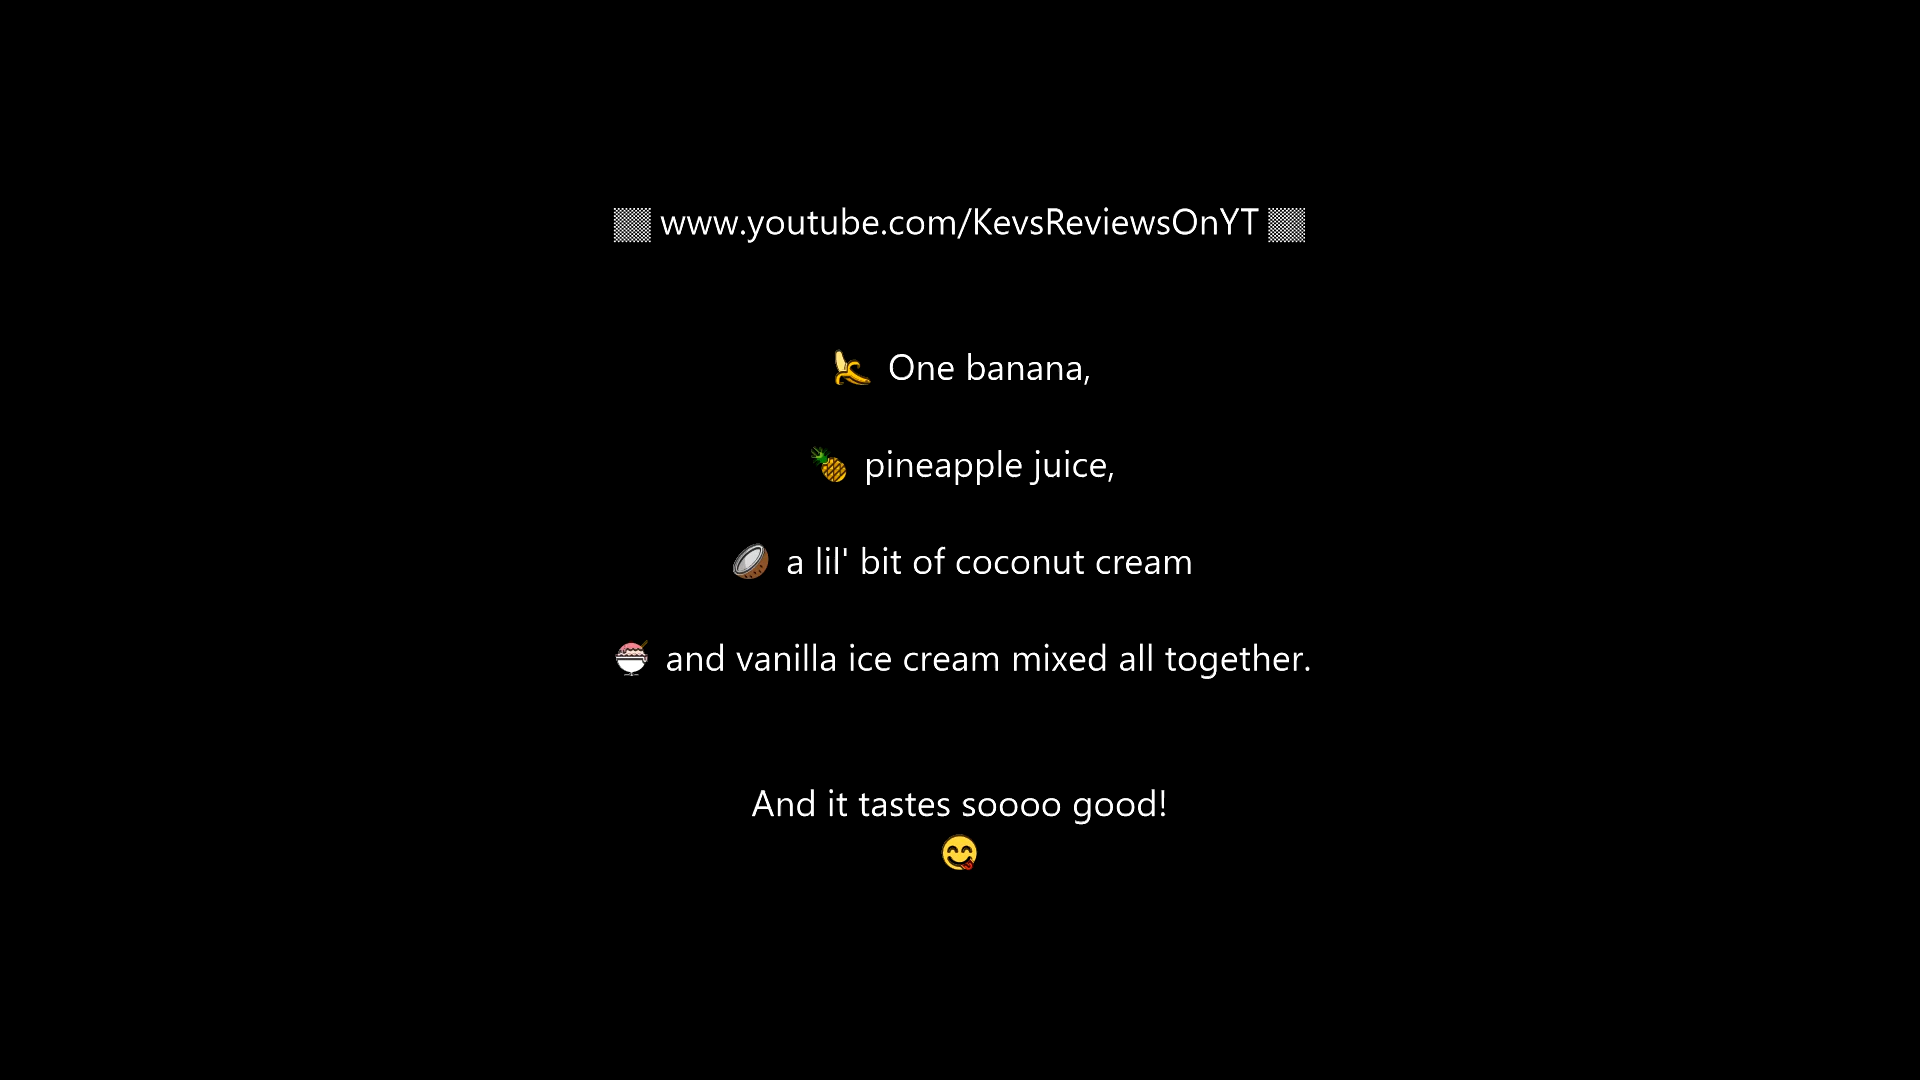 ▒▒ www.youtube.com/KevsReviewsOnYT ▒▒
🍌 One banana,
🍍 pineapple juice,
🥥 a lil' bit of coconut cream
🍨 and vanilla ice cream mixed all together.
And it tastes soooo good!
😋